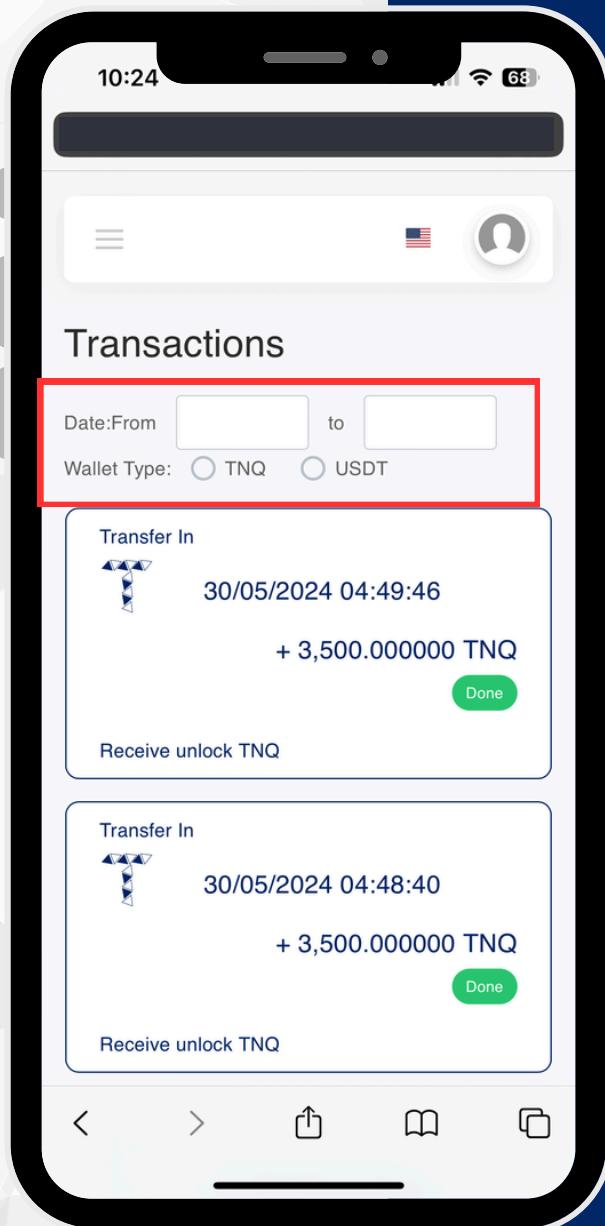 10:24
68
Transactions
Date:From to
Wallet Type: TNQ USDT
Transfer In
30/05/2024 04:49:46
+ 3,500.000000 TNQ
Done
Receive unlock TNQ
Transfer In
30/05/2024 04:48:40
+ 3,500.000000 TNQ
Done
Receive unlock TNQ